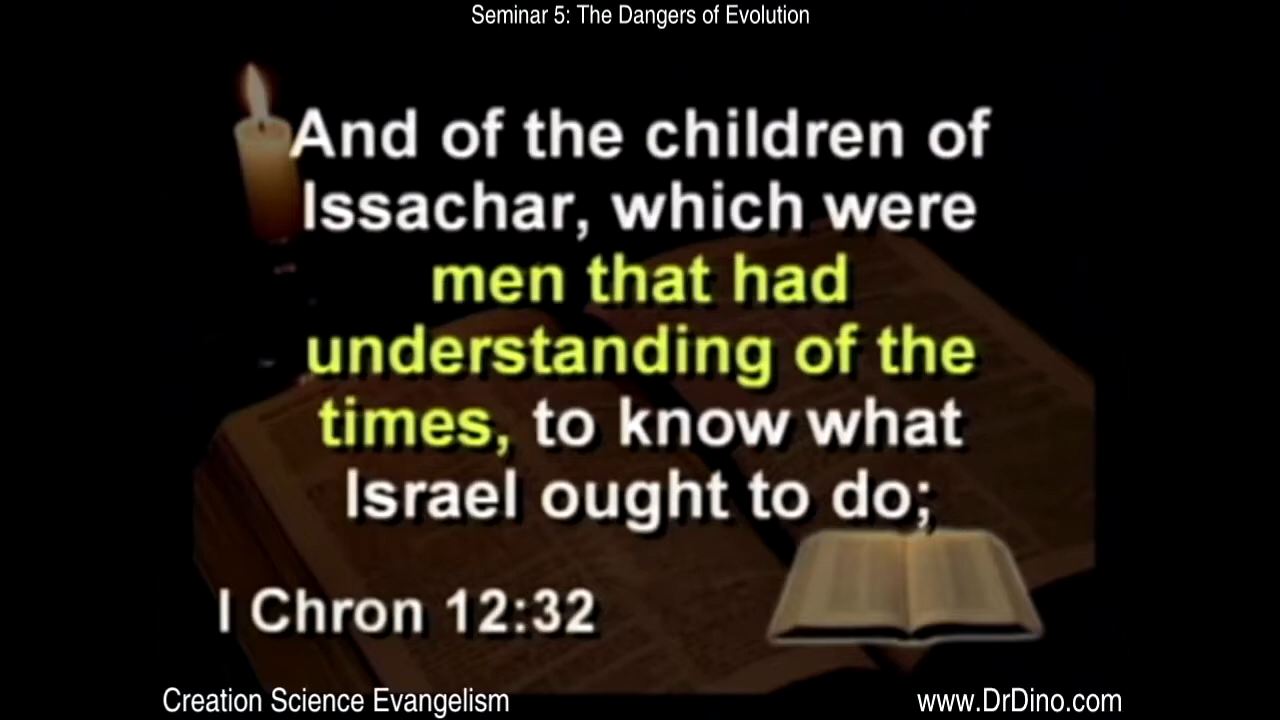 Seminar 5: The Dangers of Evolution
And of the children of
Issachar, which were
men that had
understanding of the
times, to know what
Israel ought to do;
I Chron 12:32
Creation Science Evangelism
www.DrDino.com